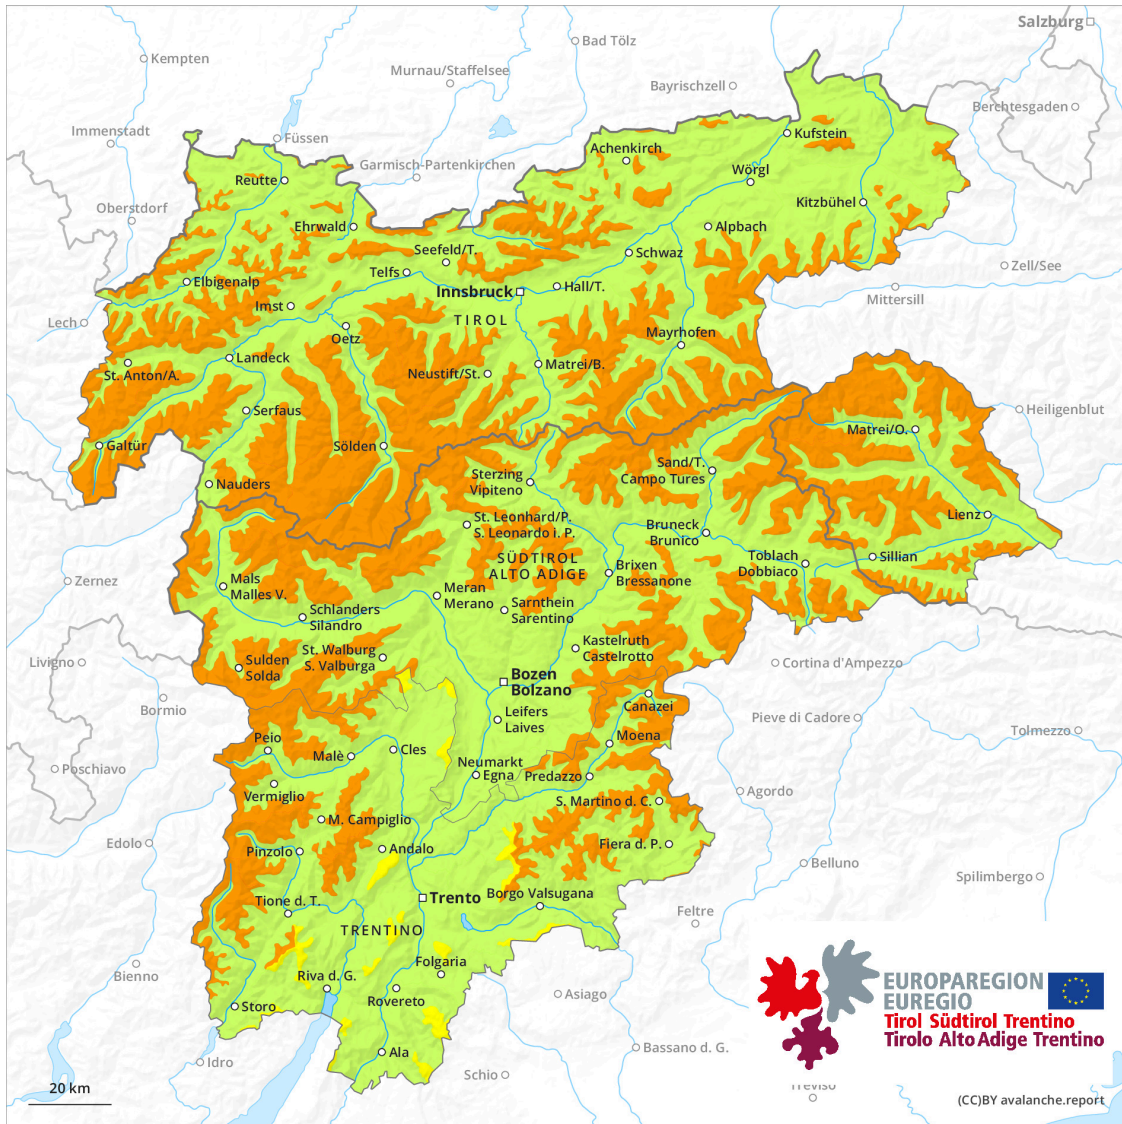 Salzburg
Bad Tölz
Kempten
Murnau/Staffelsee
Bayrischzell
Berchtesgaden
Immenstadt
Füssen
Kufstein
Achenkirch
Garmisch-Partenkirchen
Wörgl
Reutte
Kitzbühel
Oberstdorf
Ehrwald
Alpbach
Seefeld/T.
Schwaz
Zell/See
Telfs
Elbigenalp
Hall/T.
Innsbruck
Mittersill
Imst
TIROL
Lech
Oetz
Mayrhofen
Landeck
Matrei/B.
St. Anton/A.
Neustift/St.
Serfaus
Heiligenblut
Matrei/O.
Galtür
Sölden
Sand/T.
Campo Tures
Sterzing
Vipiteno
Nauders
St. Leonhard/P.
S. Leonardo i. P.
Lienz
Bruneck
Brunico
SÜDTIROL
ALTO ADIGE
Toblach
Dobbiaco
Sillian
Brixen
Bressanone
Zernez
Mals
Malles V.
Meran
Merano
Sarnthein
Sarentino
Schlanders
Silandro
Kastelruth
Castelrotto
St. Walburg
S. Valburga
Livigno
Sulden
Solda
Cortina d'Ampezzo
Bozen
Bolzano
Bormio
Canazei
Leifers
Laives
Pieve di Cadore
Tolmezzo
Moena
Peio
Cles
Malè
Neumarkt
Egna
Predazzo
Poschiavo
Vermiglio
Agordo
S. Martino d. C.
M. Campiglio
Edolo
Pinzolo
Andalo
Fiera d. P.
Belluno
Spilimbergo
Trento
Borgo Valsugana
Tione d. T.
Feltre
TRENTINO
Folgaria
Bienno
Riva d. G.
Asiago
Rovereto
Storo
Bassano d. G.
Ala
Idro
Schio
Treviso
EUROPAREGION
EUREGIO
Tirol Südtirol Trentino
Tirolo Alto Adige Trentino
20 km
(CC)BY avalanche.report